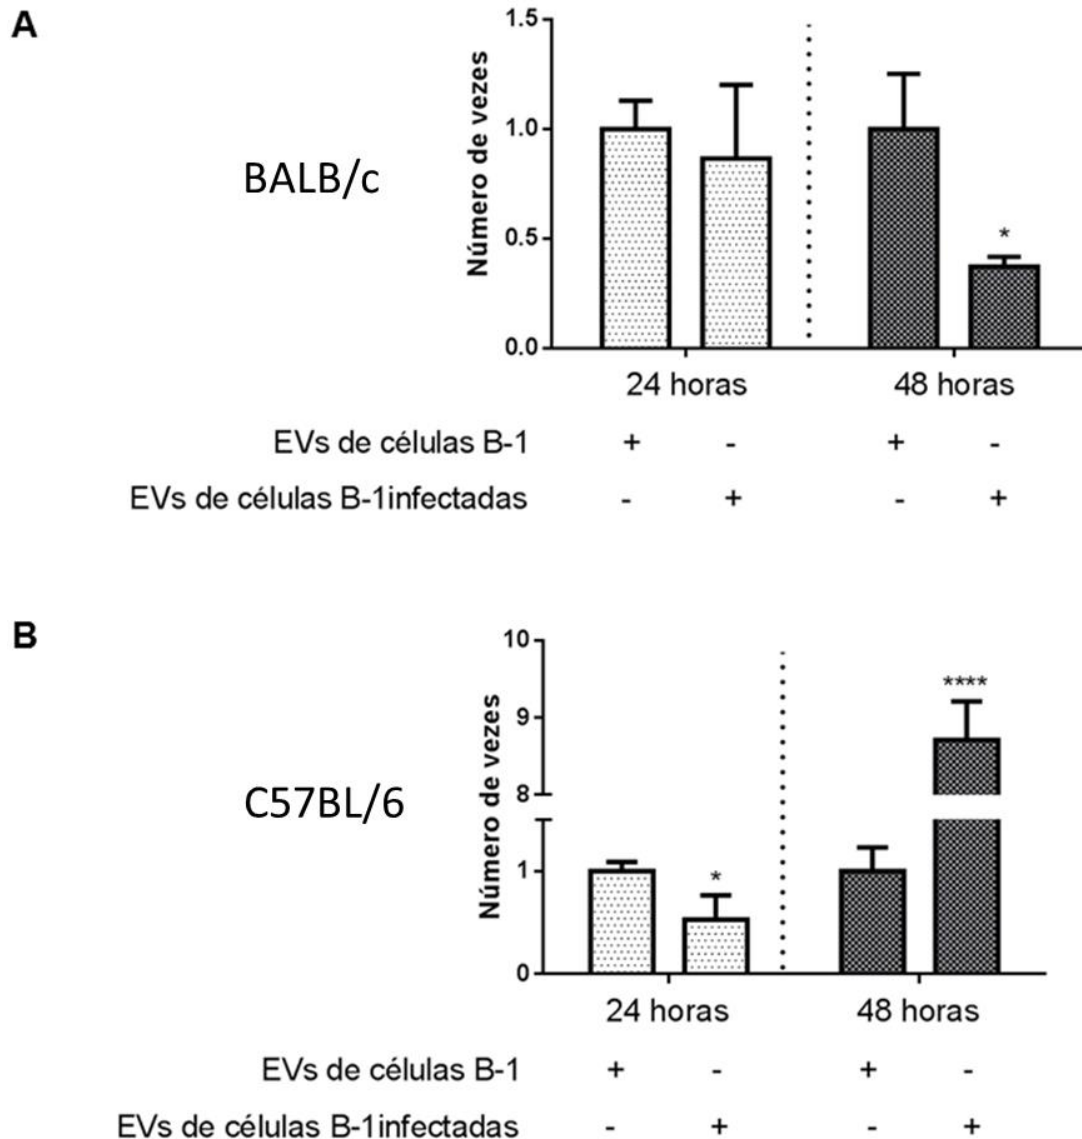 A
BALB/c
Número de vezes
1.5
1.0
0.5
0.0
*
24 horas
48 horas
EVs de células B-1 + - + -
EVs de células B-1infectadas - + - +
B
C57BL/6
Número de vezes
10
9
8
1
0
*
****
24 horas
48 horas
EVs de células B-1 + - + -
EVs de células B-1infectadas - + - +